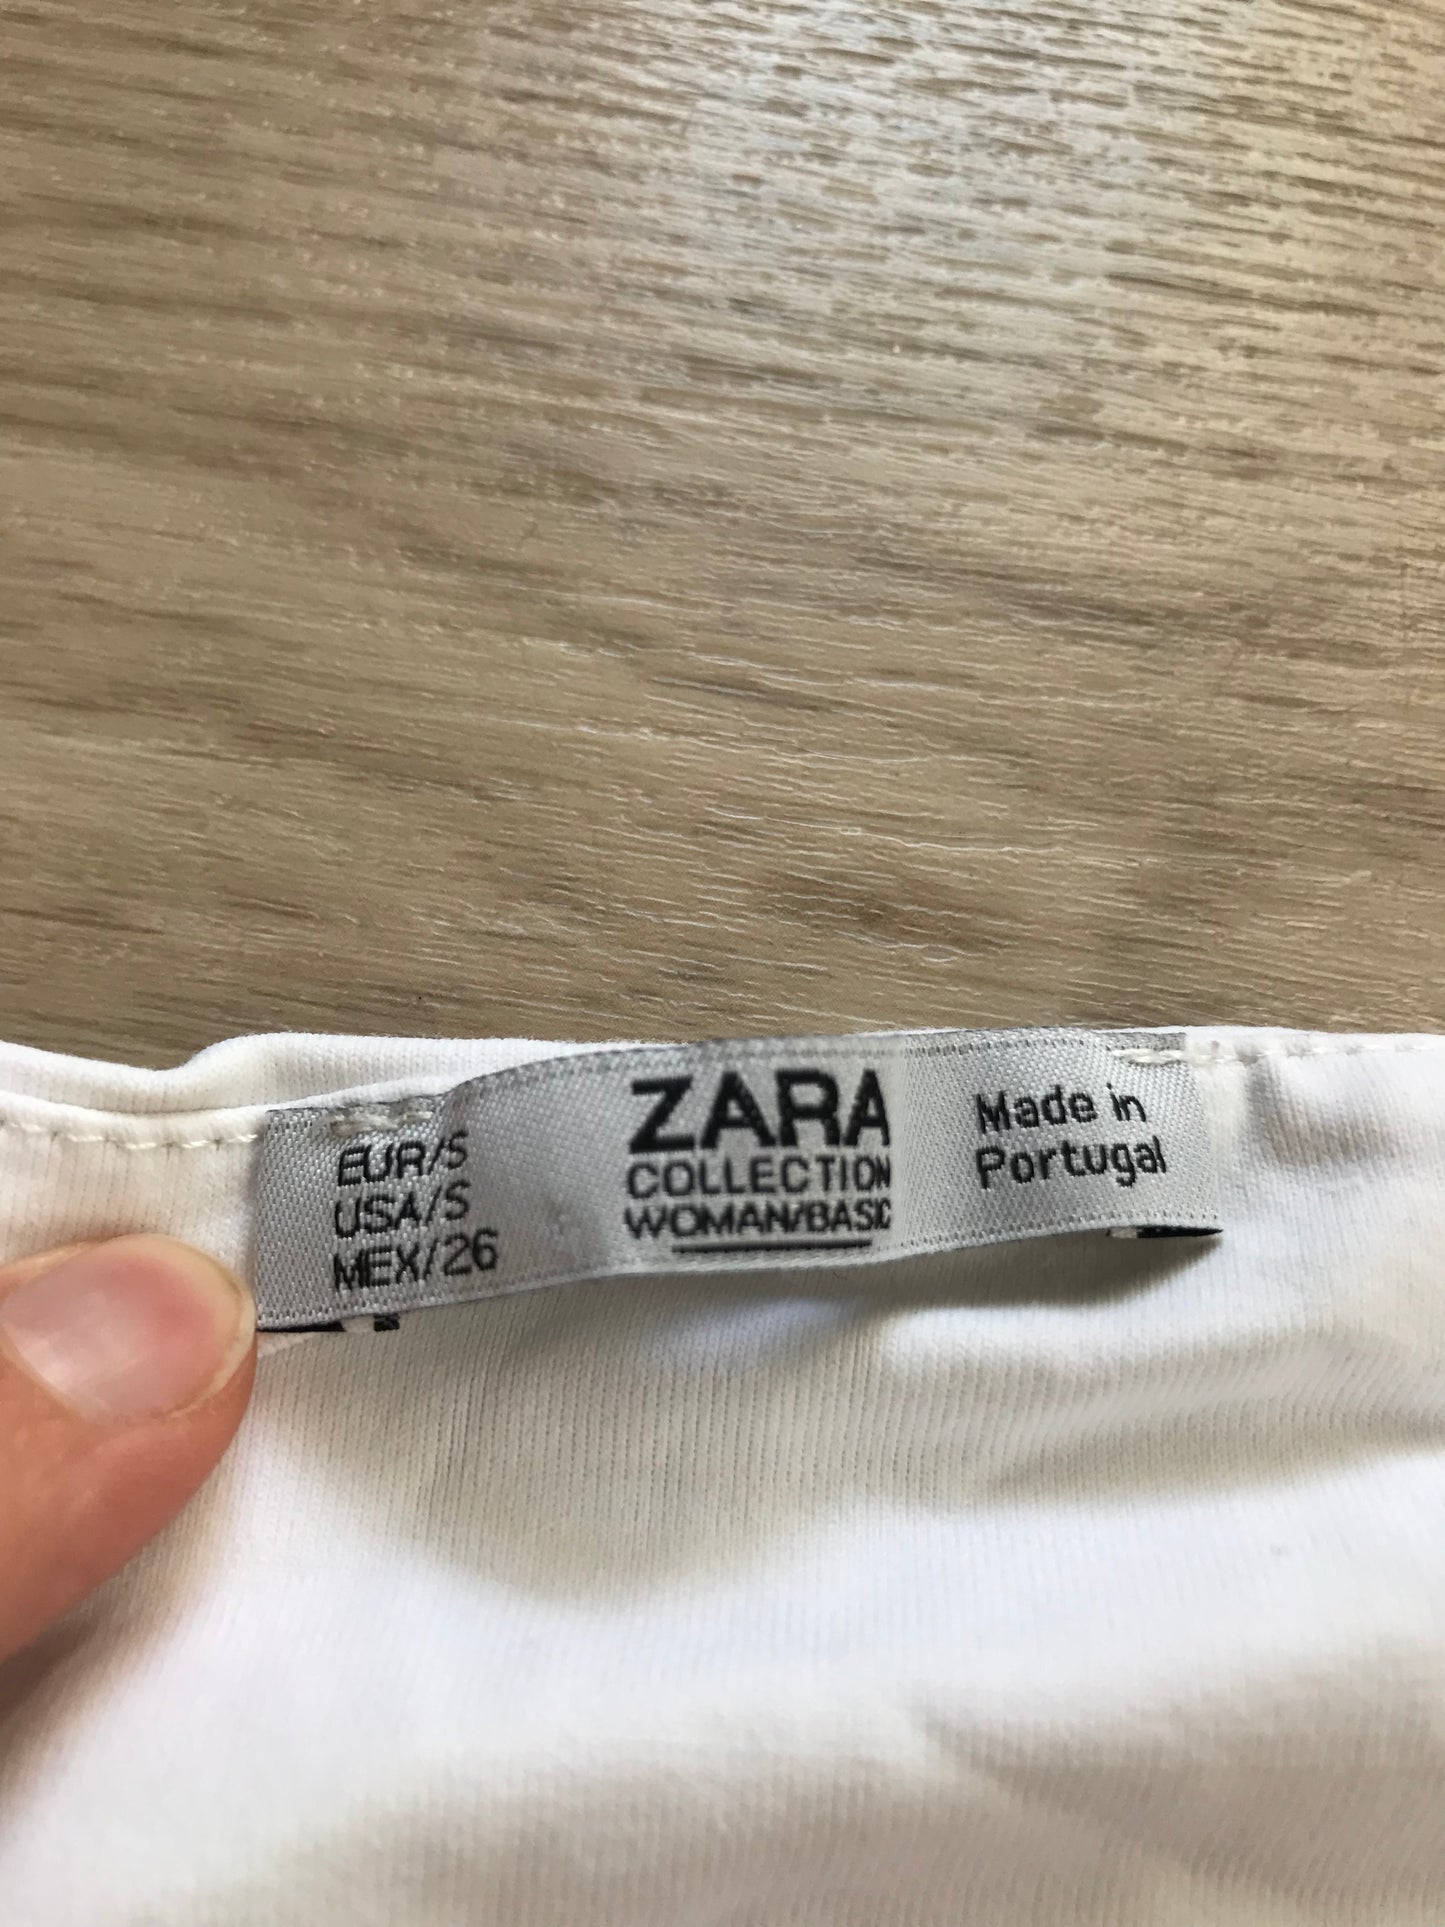 EUR/S
USA/S
MEX/26
ZARA
COLLECTION
WOMAN/BASIC
Made in
Portugal